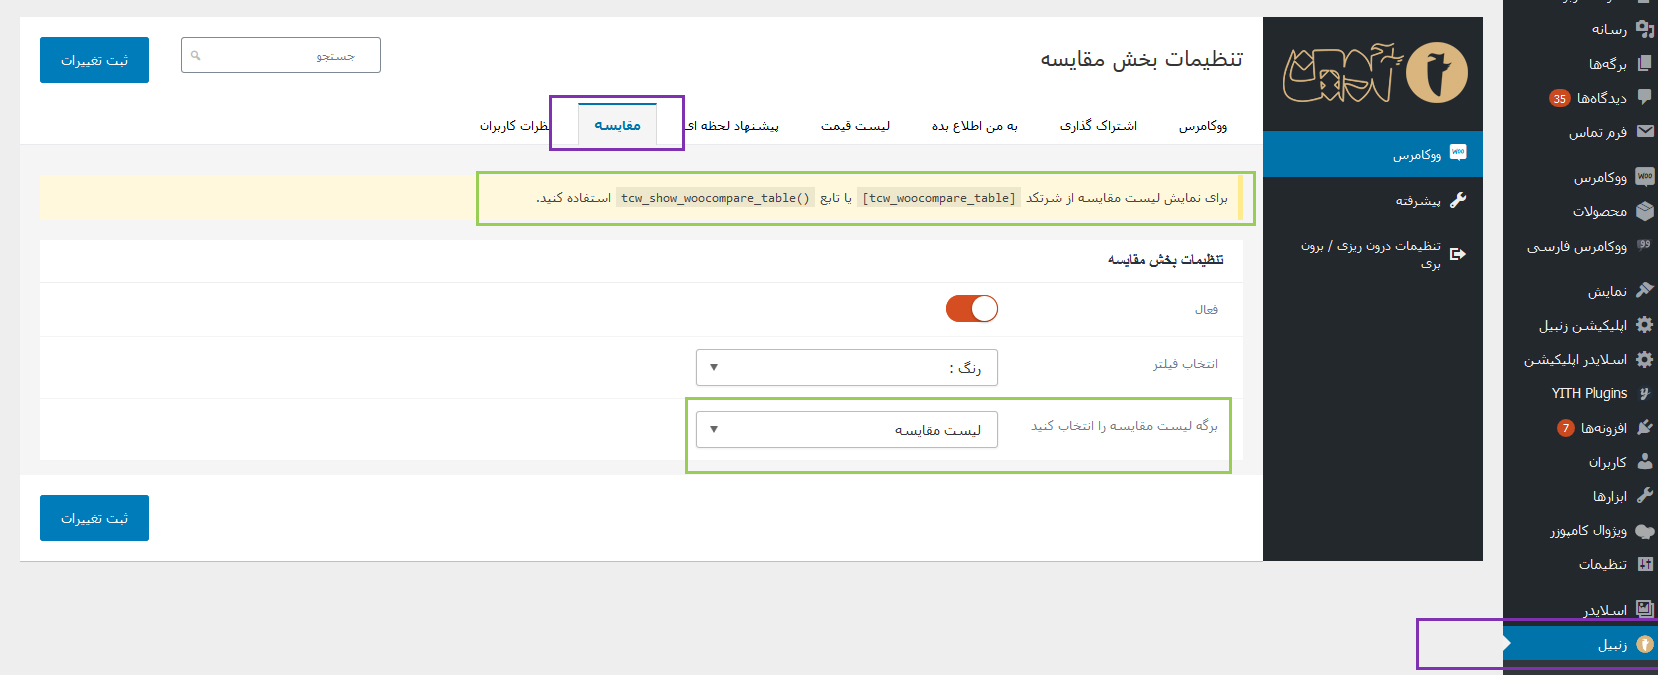 رسانه
برگه‌ها
دیدگاه‌ها 35
فرم تماس
ووکامرس
محصولات
ووکامرس فارسی
نمایش
اپلیکیشن زنبیل
اسلایدر اپلیکیشن
YITH Plugins
افزونه‌ها 7
کاربران
ابزارها
ویژوال کامپوزر
تنظیمات
اسلایدر
زنبیل
ووکامرس
پیشرفته
تنظیمات درون ریزی / برون
بری
تنظیمات بخش مقایسه
جستجو
ثبت تغییرات
ووکامرس
اشتراک گذاری
به من اطلاع بده
لیست قیمت
پیشنهاد لحظه ای
مقایسه
نظرات کاربران
برای نمایش لیست مقایسه از شرتکد [tcw_woocompare_table] یا تابع tcw_show_woocompare_table() استفاده کنید.
تنظیمات بخش مقایسه
فعال
انتخاب فیلتر
رنگ :
برگه لیست مقایسه را انتخاب کنید
لیست مقایسه
ثبت تغییرات